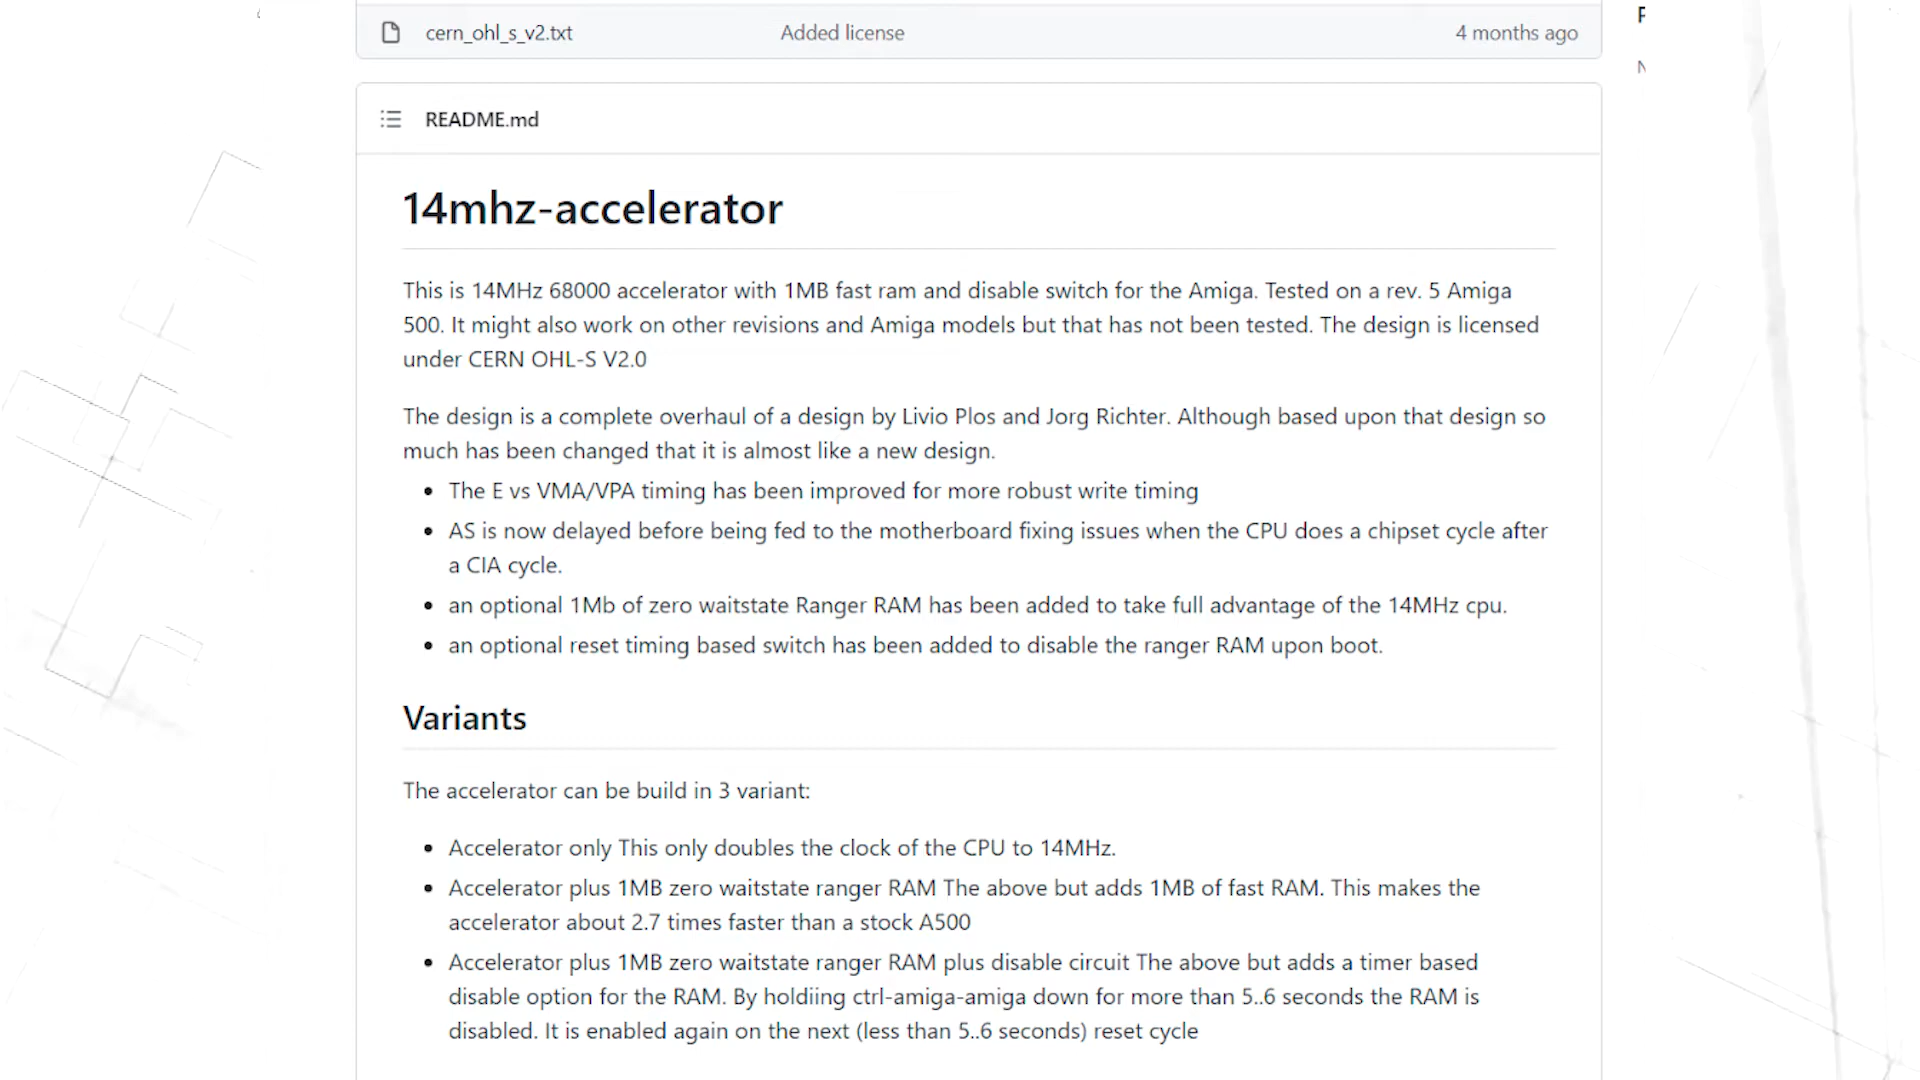 cern_ohl_s_v2.txt Added license 4 months ago
README.md
14mhz-accelerator
This is 14MHz 68000 accelerator with 1MB fast ram and disable switch for the Amiga. Tested on a rev. 5 Amiga
500. It might also work on other revisions and Amiga models but that has not been tested. The design is licensed
under CERN OHL-S V2.0
The design is a complete overhaul of a design by Livio Plos and Jorg Richter. Although based upon that design so
much has been changed that it is almost like a new design.
• The E vs VMA/VPA timing has been improved for more robust write timing
• AS is now delayed before being fed to the motherboard fixing issues when the CPU does a chipset cycle after
a CIA cycle.
• an optional 1Mb of zero waitstate Ranger RAM has been added to take full advantage of the 14MHz cpu.
• an optional reset timing based switch has been added to disable the ranger RAM upon boot.
Variants
The accelerator can be build in 3 variant:
• Accelerator only This only doubles the clock of the CPU to 14MHz.
• Accelerator plus 1MB zero waitstate ranger RAM The above but adds 1MB of fast RAM. This makes the
accelerator about 2.7 times faster than a stock A500
• Accelerator plus 1MB zero waitstate ranger RAM plus disable circuit The above but adds a timer based
disable option for the RAM. By holdiing ctrl-amiga-amiga down for more than 5..6 seconds the RAM is
disabled. It is enabled again on the next (less than 5..6 seconds) reset cycle